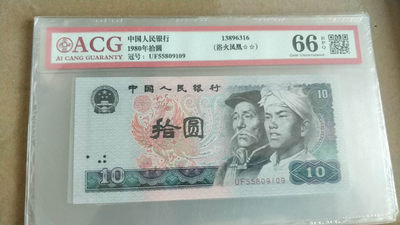 ACG
AI CANG GUARANTY
中国人民银行
1980年拾圆
冠号: UF55809109
13896316
(浴火凤凰☆☆)
66
中国人民银行
10
拾圆
UF55809109
10
10